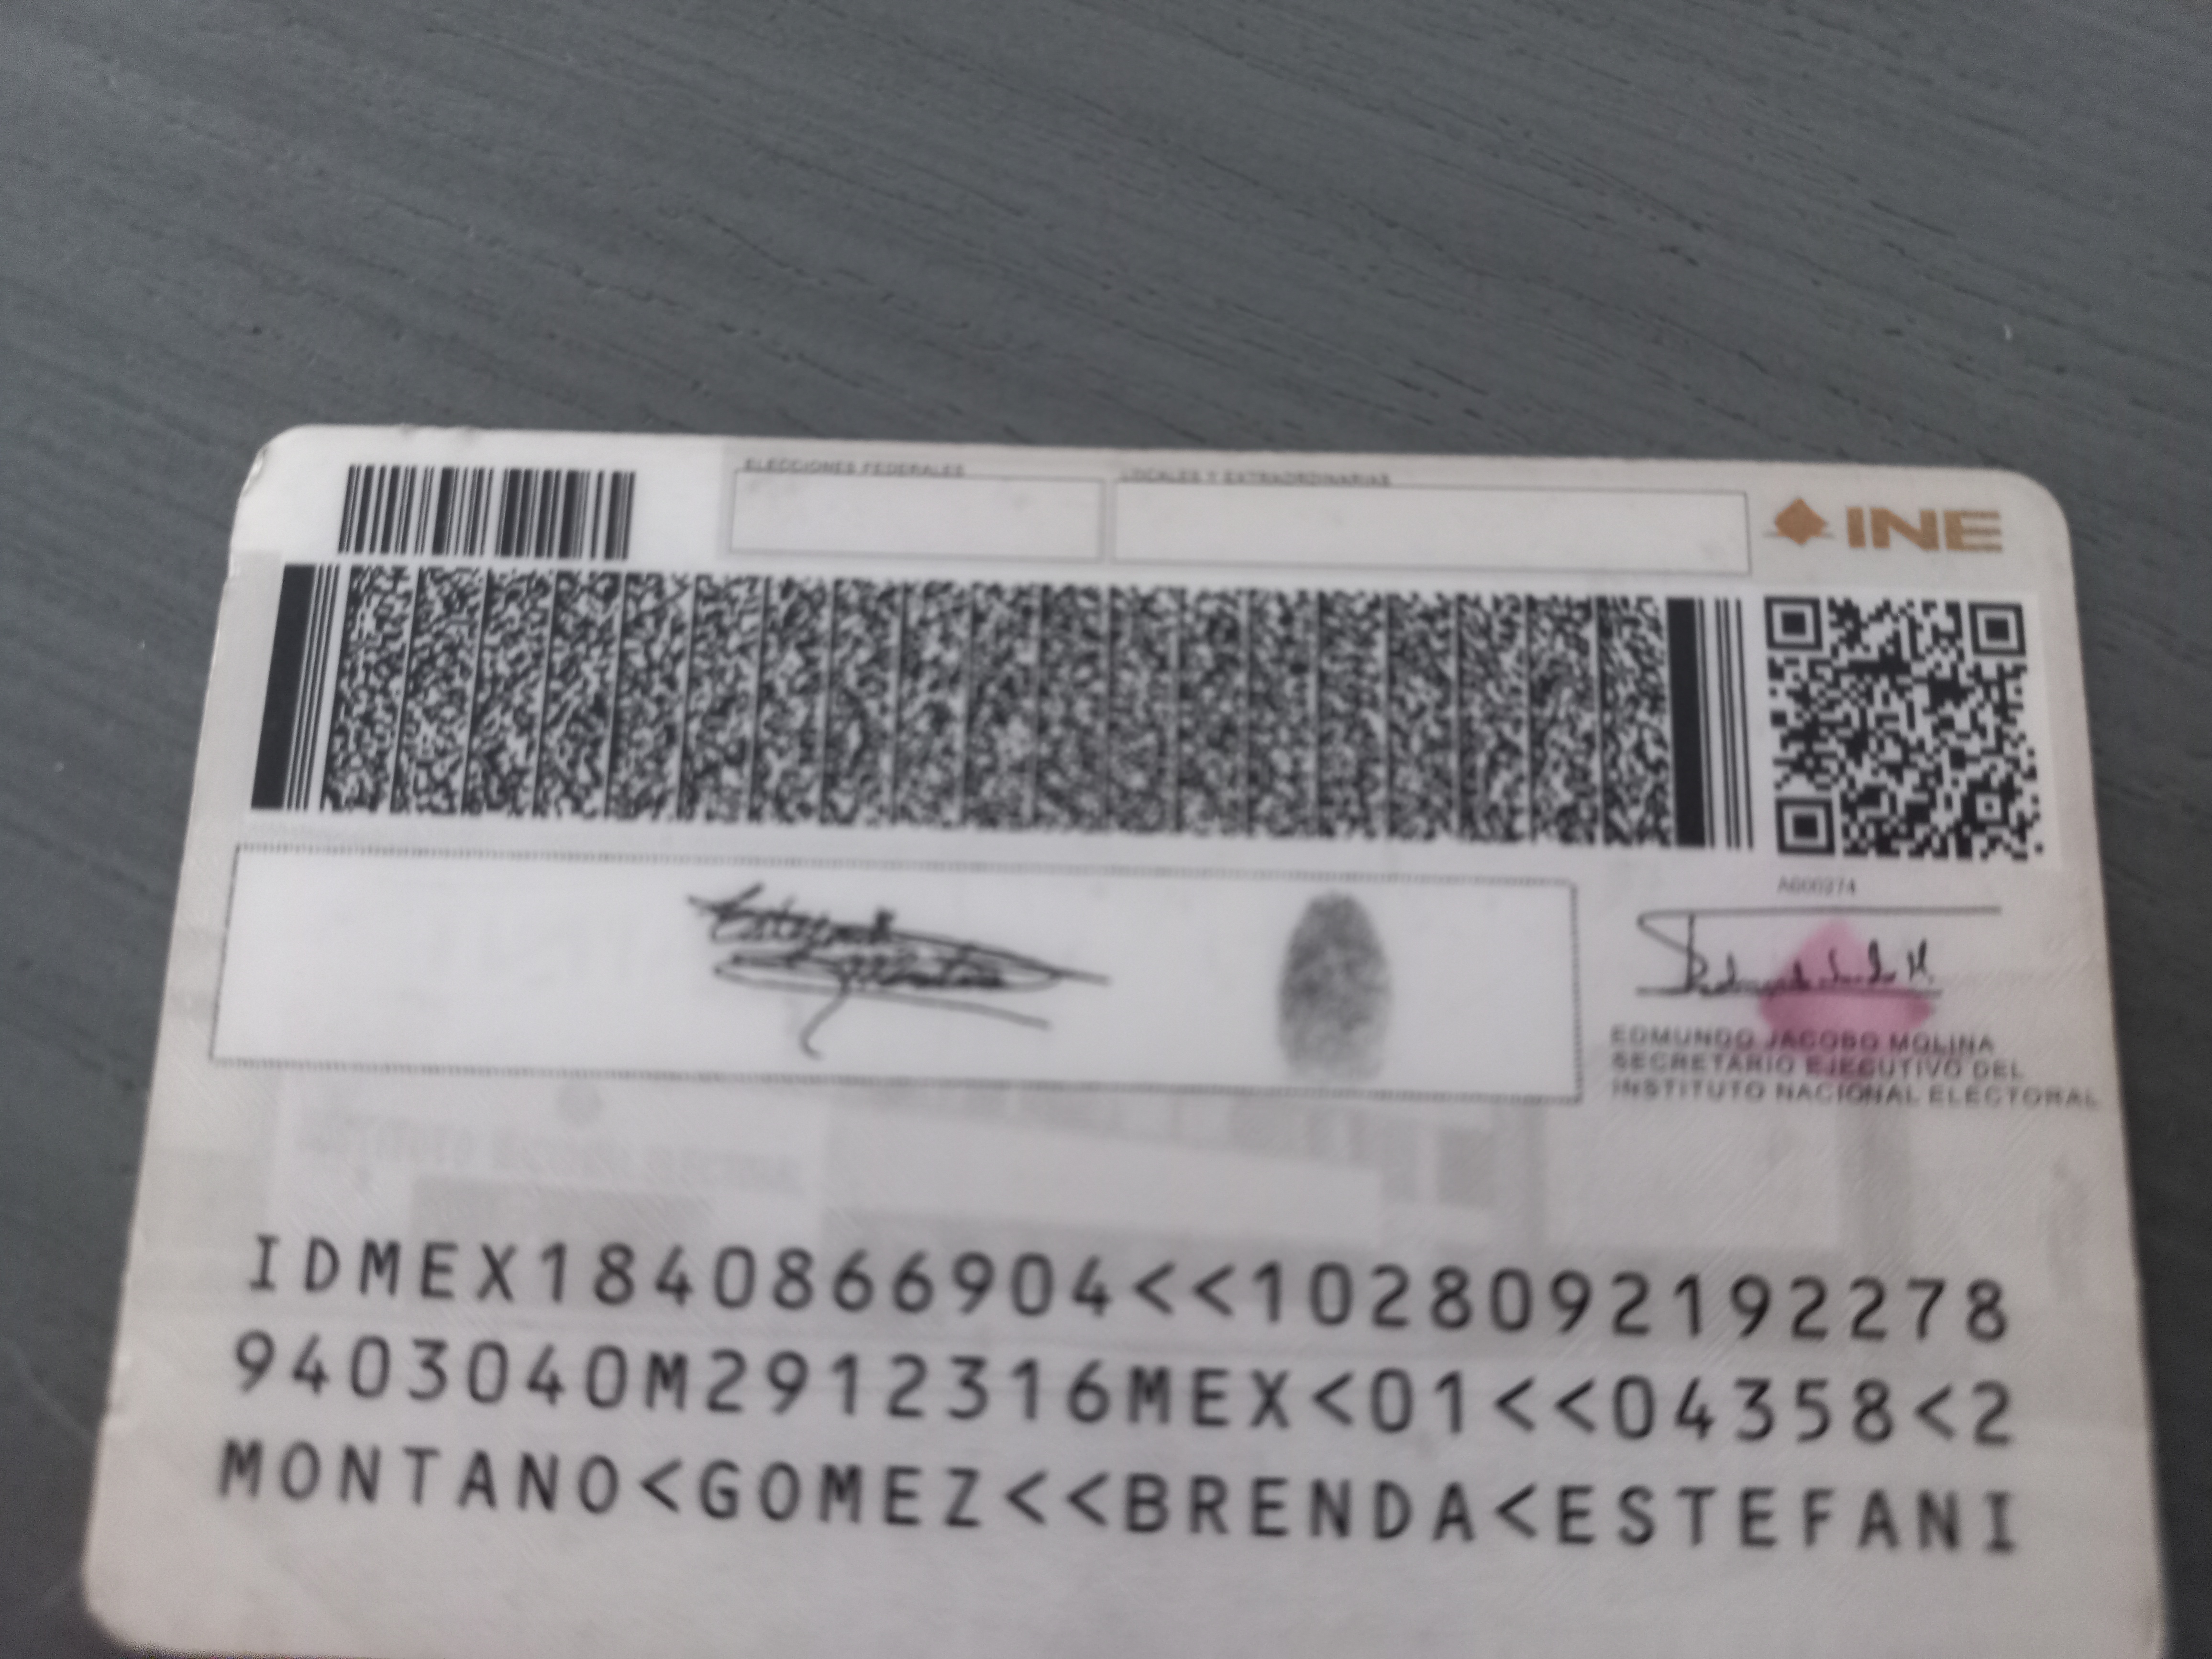 ELECCIONES FEDERALES
LOCALES Y EXTRAORDINARIAS
INE
A600374
EDMUNDO JACOBO MOLINA
SECRETARIO EJECUTIVO DEL
INSTITUTO NACIONAL ELECTORAL
IDMEX1840866904<<1028092192278
9403040M2912316MEX<01<<04358<2
MONTANO<GOMEZ<<BRENDA<ESTEFANI